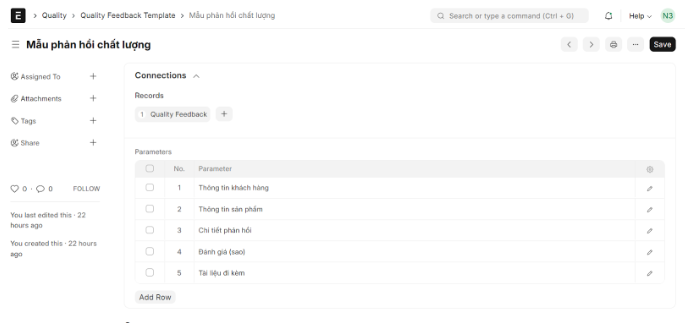 E
Quality > Quality Feedback Template > Mẫu phản hồi chất lượng
Search or type a command (Ctrl + G)
Help
N3
Mẫu phản hồi chất lượng
Save
Assigned To
Attachments
Tags
Share
0 · 0 FOLLOW
You last edited this · 22
hours ago
You created this · 22 hours
ago
Connections
Records
1 Quality Feedback +
Parameters
No. Parameter
1 Thông tin khách hàng
2 Thông tin sản phẩm
3 Chi tiết phản hồi
4 Đánh giá (sao)
5 Tài liệu đi kèm
Add Row